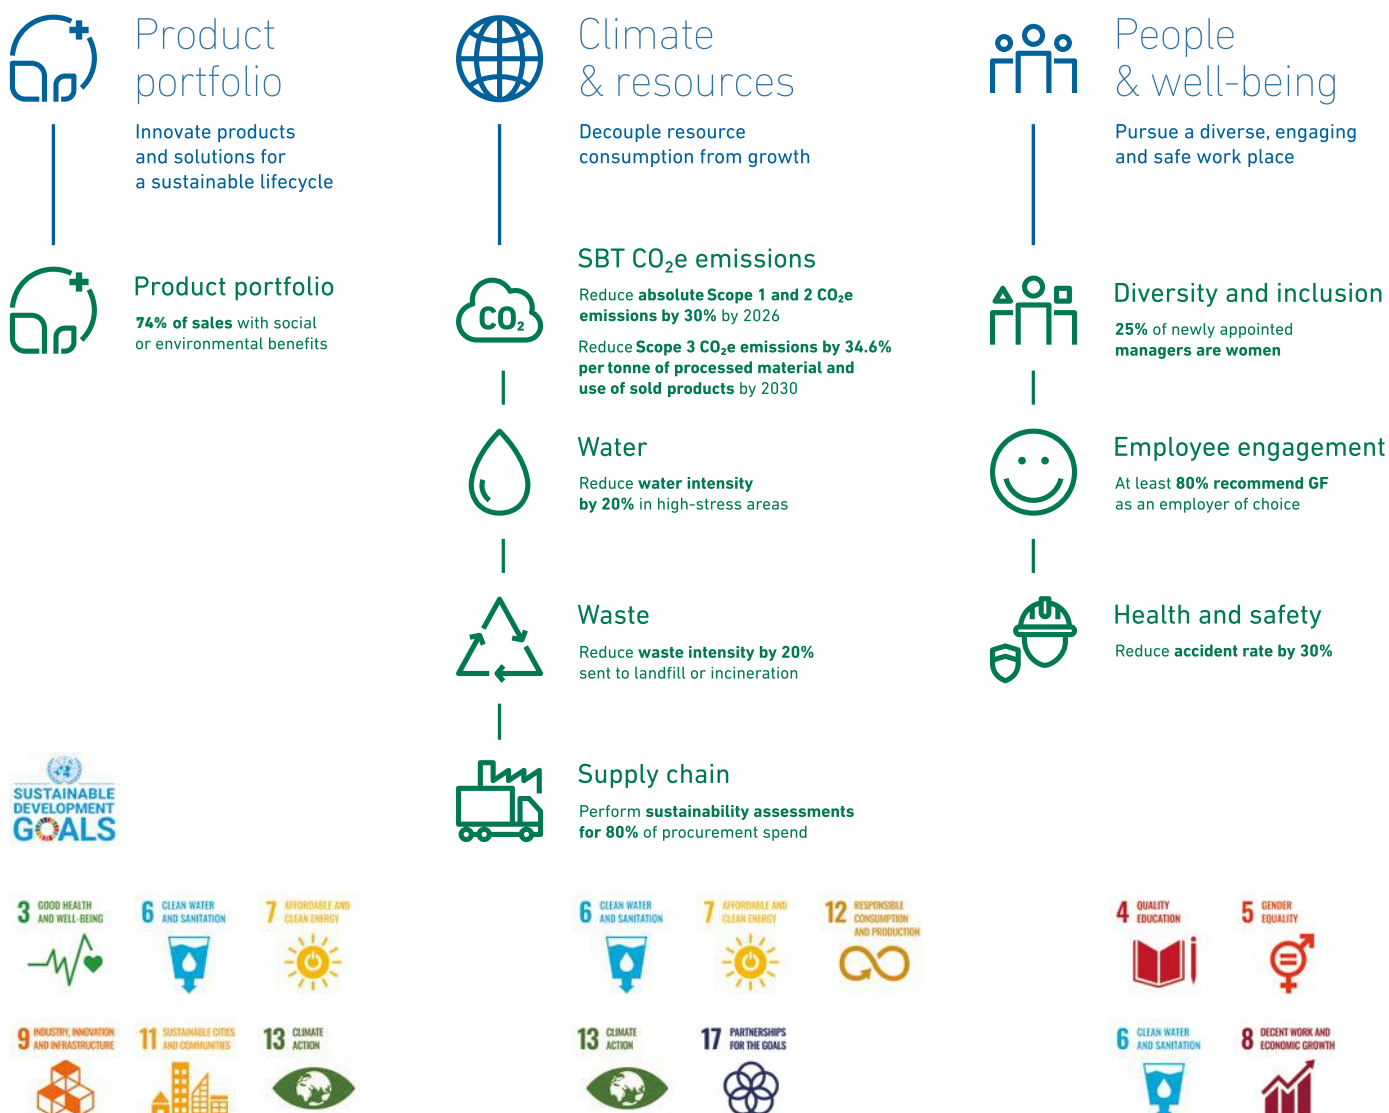 Product
portfolio
Innovate products
and solutions for
a sustainable lifecycle
Product portfolio
74% of sales with social
or environmental benefits
Climate
& resources
Decouple resource
consumption from growth
SBT CO₂e emissions
CO₂
Reduce absolute Scope 1 and 2 CO₂e
emissions by 30% by 2026
Reduce Scope 3 CO₂e emissions by 34.6%
per tonne of processed material and
use of sold products by 2030
Water
Reduce water intensity
by 20% in high-stress areas
Waste
Reduce waste intensity by 20%
sent to landfill or incineration
Supply chain
Perform sustainability assessments
for 80% of procurement spend
People
& well-being
Pursue a diverse, engaging
and safe work place
Diversity and inclusion
25% of newly appointed
managers are women
Employee engagement
At least 80% recommend GF
as an employer of choice
Health and safety
Reduce accident rate by 30%
SUSTAINABLE
DEVELOPMENT
GOALS
3 GOOD HEALTH
AND WELL-BEING
6 CLEAN WATER
AND SANITATION
7 AFFORDABLE AND
CLEAN ENERGY
9 INDUSTRY, INNOVATION
AND INFRASTRUCTURE
11 SUSTAINABLE CITIES
AND COMMUNITIES
13 CLIMATE
ACTION
6 CLEAN WATER
AND SANITATION
7 AFFORDABLE AND
CLEAN ENERGY
12 RESPONSIBLE
CONSUMPTION
AND PRODUCTION
13 CLIMATE
ACTION
17 PARTNERSHIPS
FOR THE GOALS
4 QUALITY
EDUCATION
5 GENDER
EQUALITY
6 CLEAN WATER
AND SANITATION
8 DECENT WORK AND
ECONOMIC GROWTH